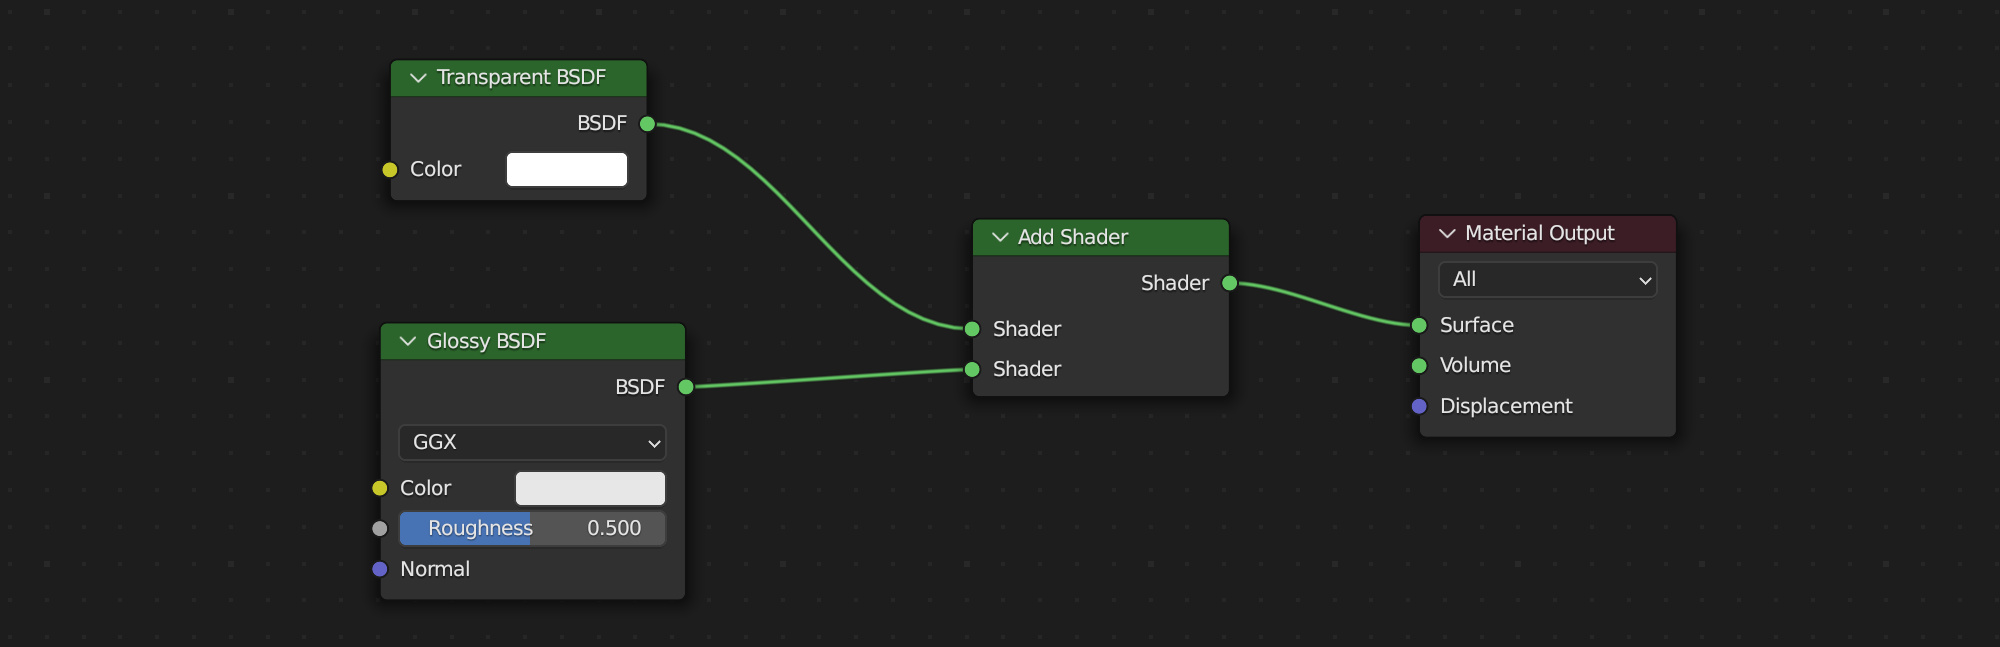 Transparent BSDF
BSDF
Color
Glossy BSDF
BSDF
GGX
Color
Roughness 0.500
Normal
Add Shader
Shader
Shader
Shader
Material Output
All
Surface
Volume
Displacement